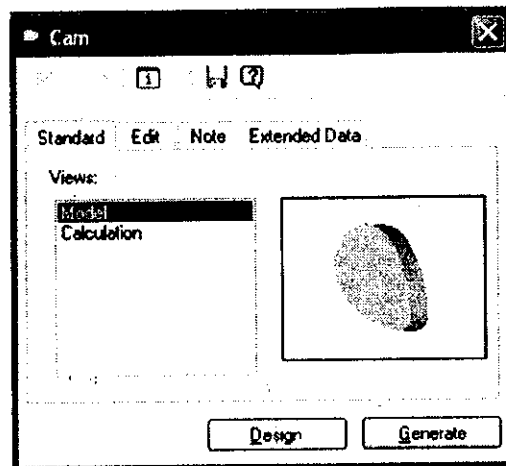 Cam
Standard Edit Note Extended Data
Views:
Model
Calculation
Design Generate